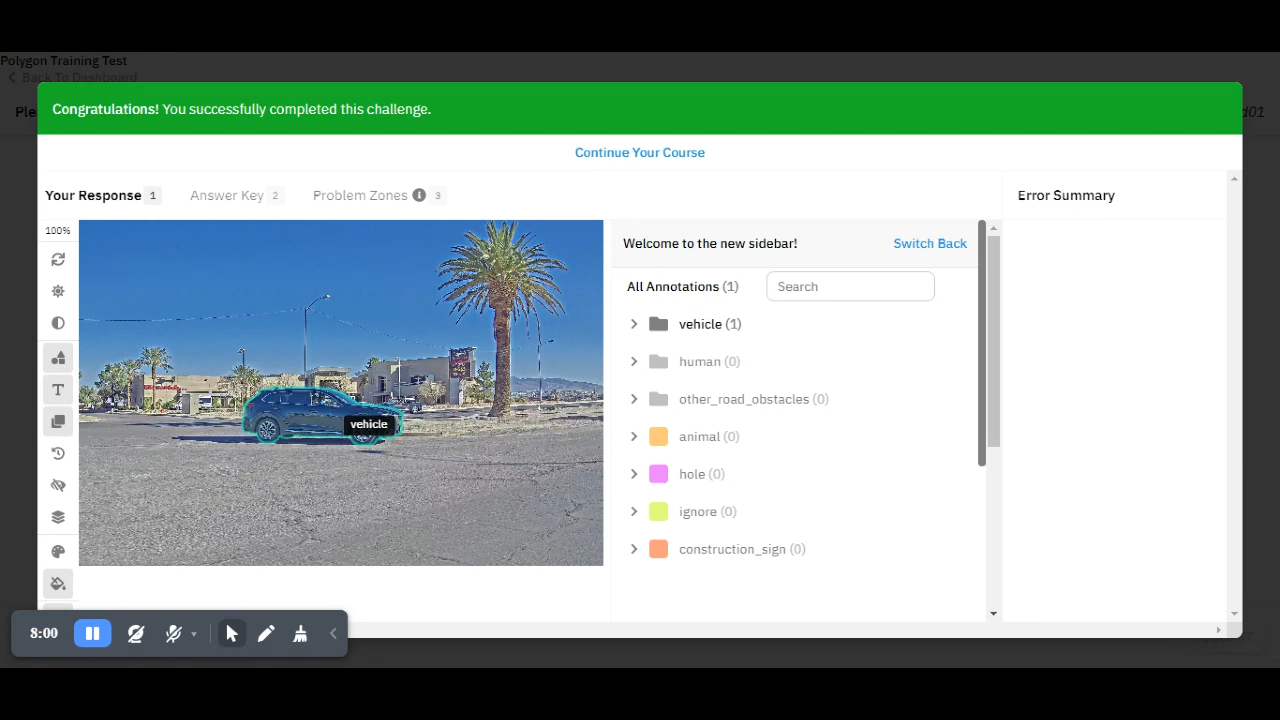 Polygon Training Test
Back To Dashboard
Ple
d01
Congratulations! You successfully completed this challenge.
Continue Your Course
Your Response 1
Answer Key 2
Problem Zones 3
Error Summary
100%
Welcome to the new sidebar!
Switch Back
All Annotations (1)
Search
vehicle (1)
human (0)
other_road_obstacles (0)
animal (0)
hole (0)
ignore (0)
construction_sign (0)
vehicle
8:00